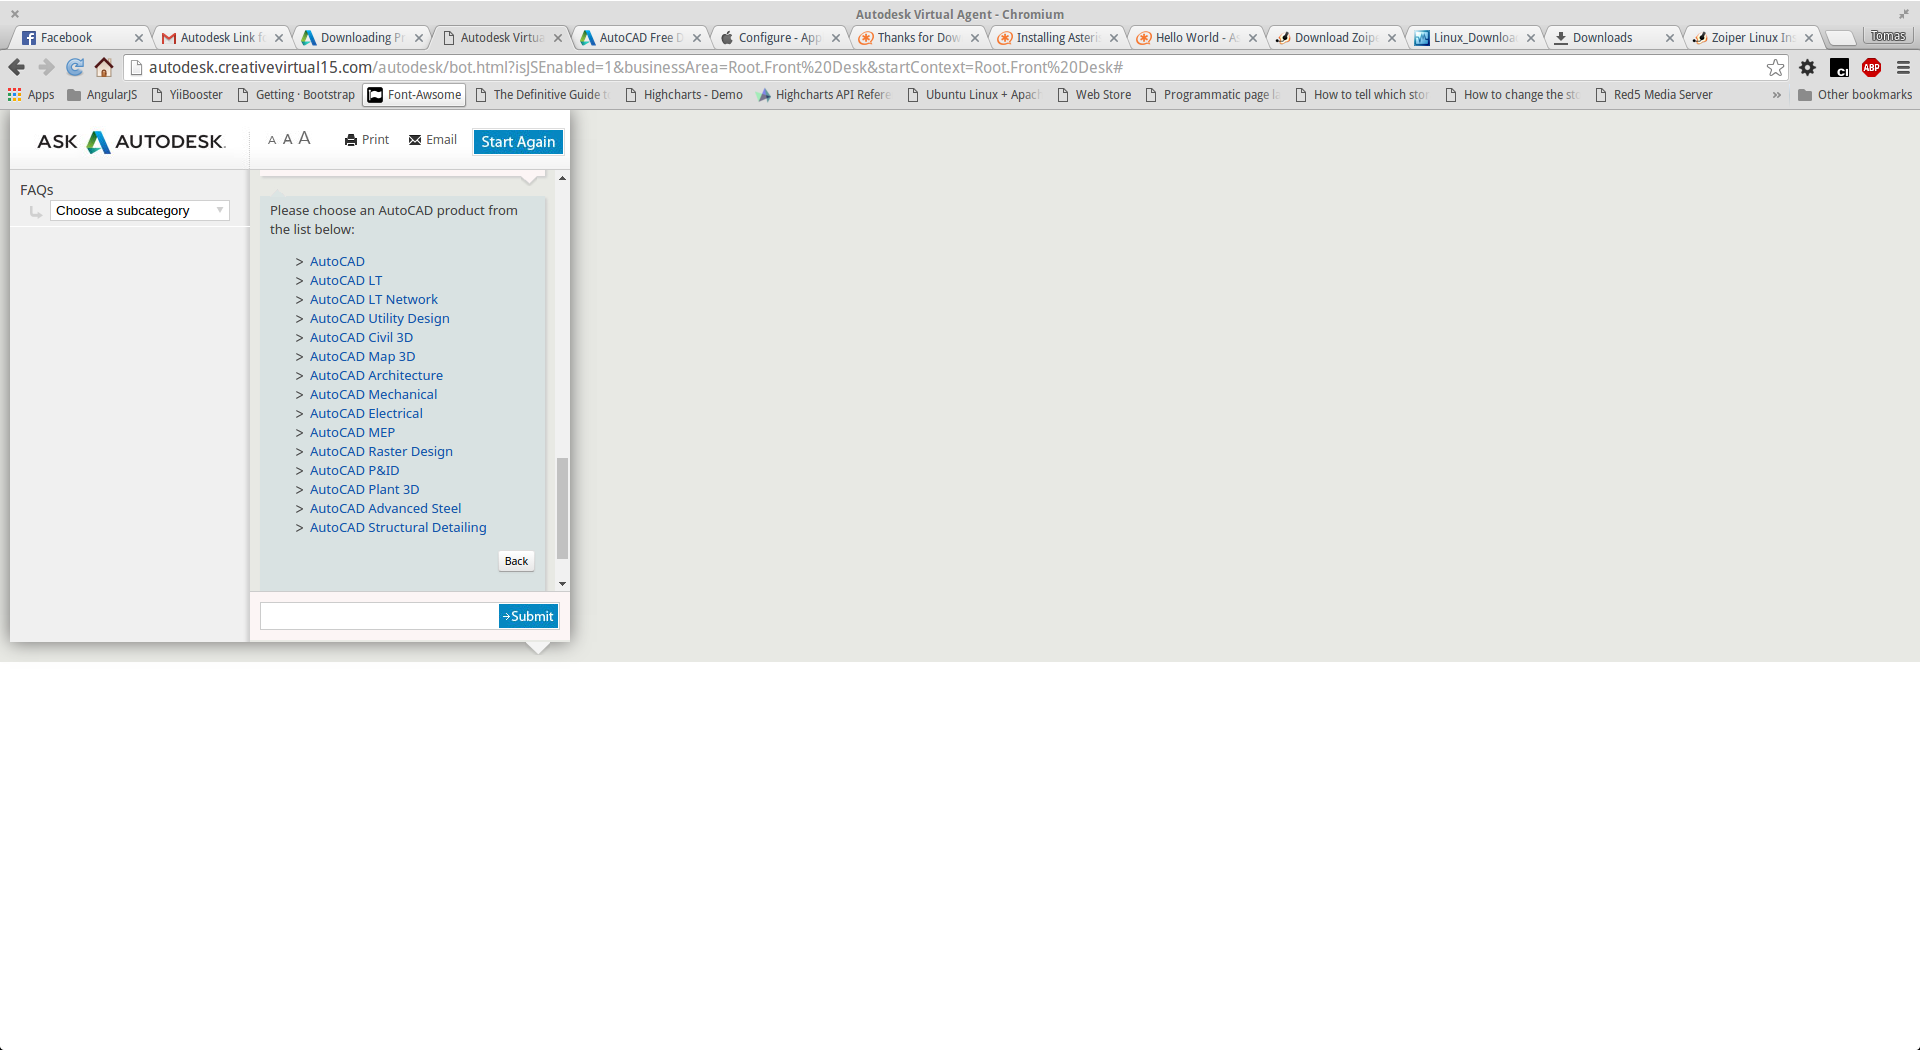 Autodesk Virtual Agent - Chromium
Facebook
Autodesk Link f
Downloading P
Autodesk Virtua
AutoCAD Free D
Configure - App
Thanks for Dow
Installing Asteri
Hello World - As
Download Zoipe
Linux_Downloa
Downloads
Zoiper Linux In
Tomas
autodesk.creativevirtual15.com/autodesk/bot.html?isJSEnabled=1&businessArea=Root.Front%20Desk&startContext=Root.Front%20Desk#
ABP
Apps
AngularJS
YiiBooster
Getting · Bootstrap
Font-Awsome
The Definitive Guide t
Highcharts - Demo
Highcharts API Refere
Ubuntu Linux + Apac
Web Store
Programmatic page l
How to tell which sto
How to change the st
Red5 Media Server
»
Other bookmarks
ASK AUTODESK.
A A A
Print
Email
Start Again
FAQs
Choose a subcategory
Please choose an AutoCAD product from
the list below:
> AutoCAD
> AutoCAD LT
> AutoCAD LT Network
> AutoCAD Utility Design
> AutoCAD Civil 3D
> AutoCAD Map 3D
> AutoCAD Architecture
> AutoCAD Mechanical
> AutoCAD Electrical
> AutoCAD MEP
> AutoCAD Raster Design
> AutoCAD P&ID
> AutoCAD Plant 3D
> AutoCAD Advanced Steel
> AutoCAD Structural Detailing
Back
Submit